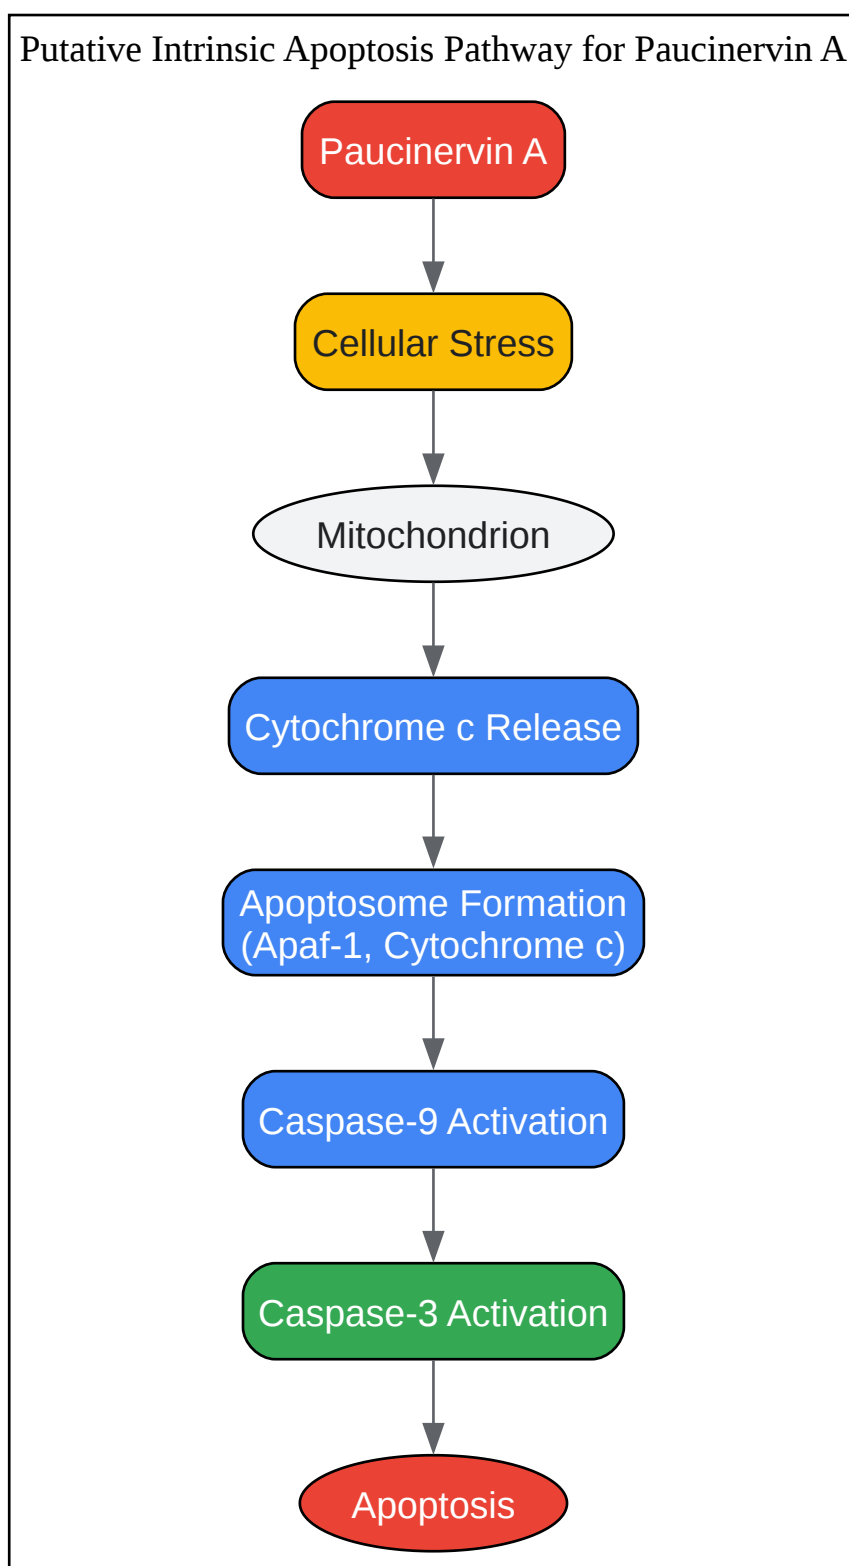 Putative Intrinsic Apoptosis Pathway for Paucinervin A
Paucinervin A
Cellular Stress
Mitochondrion
Cytochrome c Release
Apoptosome Formation
(Apaf-1, Cytochrome c)
Caspase-9 Activation
Caspase-3 Activation
Apoptosis